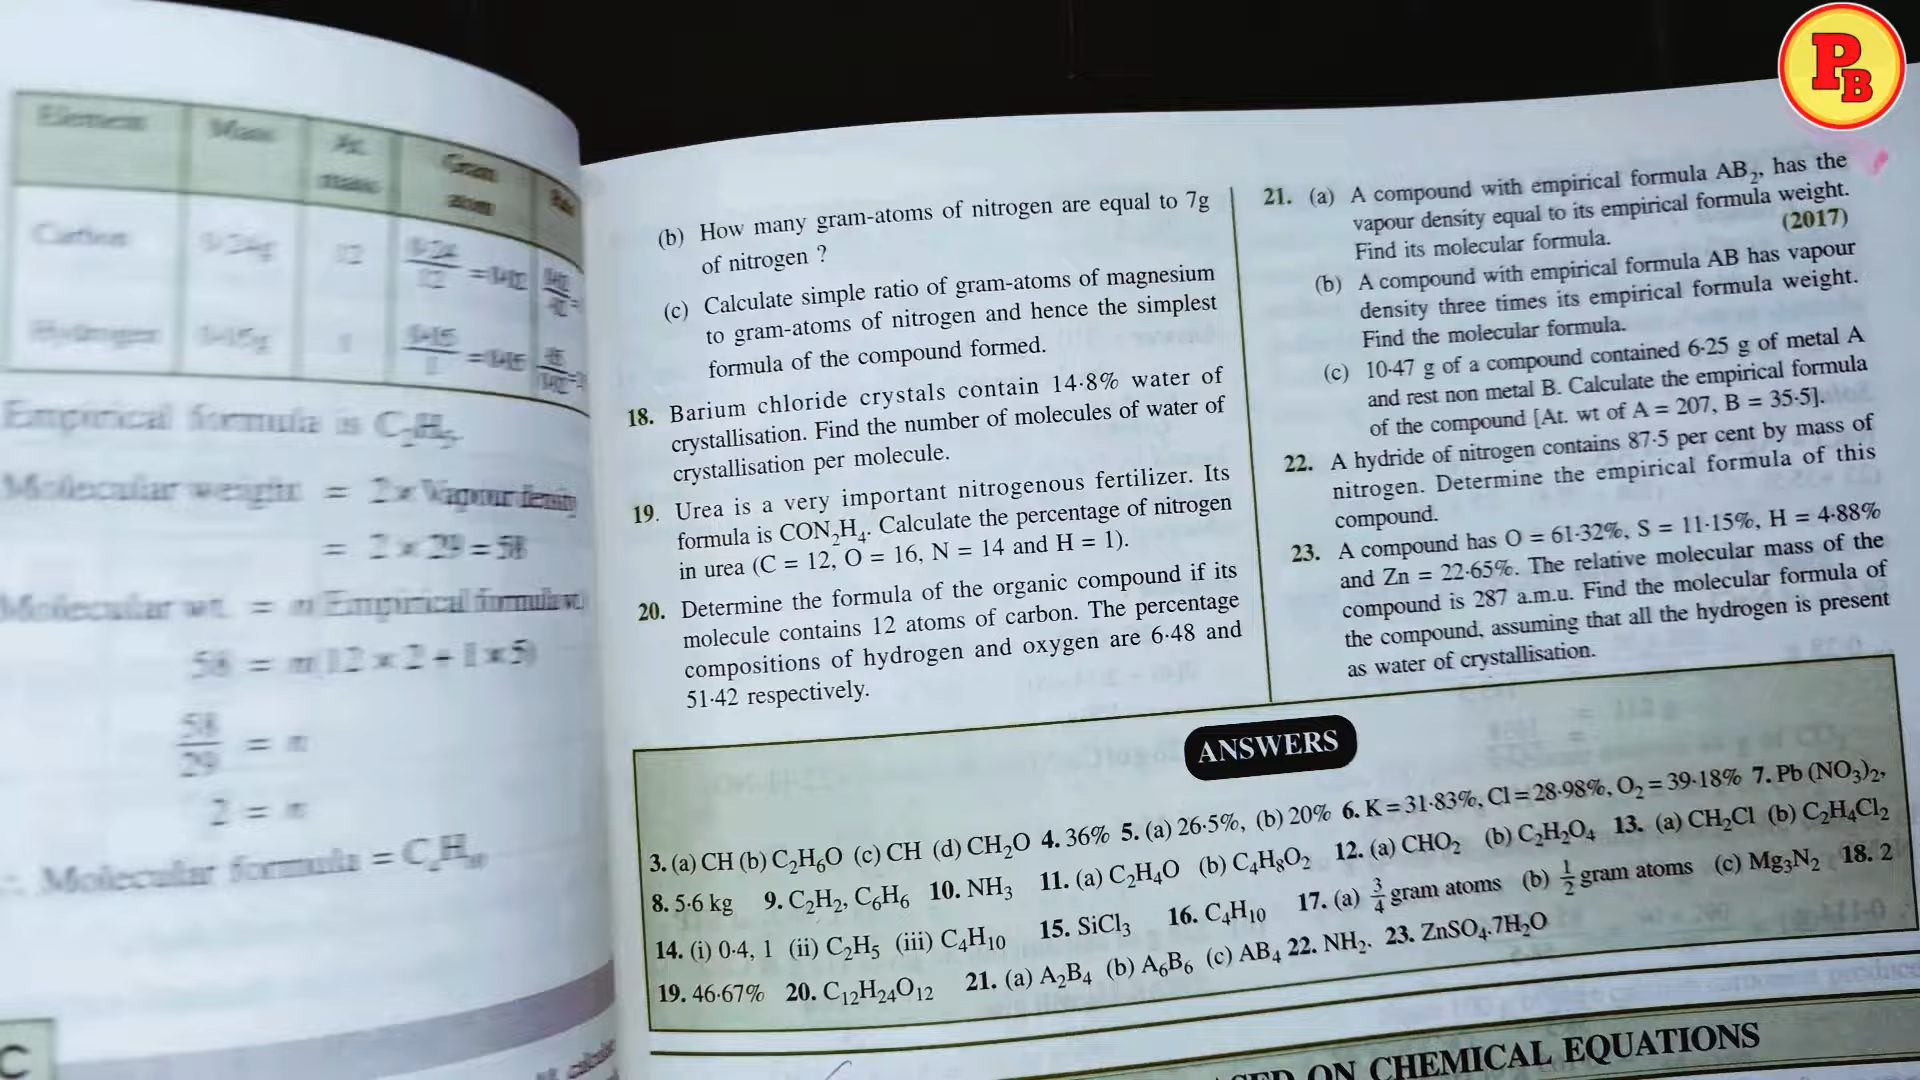 Element Mass At. mass Gram atom
Carbon 0·24g 12 0·24/12 = 0·02
Hydrogen
Empirical formula is C2H5.
Molecular weight = 2 × Vapour density
= 2 × 29 = 58
Molecular wt. = n(Empirical formula wt.)
58 = n(12 × 2 + 1 × 5)
58/29 = n
2 = n
∴ Molecular formula = C4H10
C
(b) How many gram-atoms of nitrogen are equal to 7g
of nitrogen ?
(c) Calculate simple ratio of gram-atoms of magnesium
to gram-atoms of nitrogen and hence the simplest
formula of the compound formed.
18. Barium chloride crystals contain 14·8% water of
crystallisation. Find the number of molecules of water of
crystallisation per molecule.
19. Urea is a very important nitrogenous fertilizer. Its
formula is CON2H4. Calculate the percentage of nitrogen
in urea (C = 12, O = 16, N = 14 and H = 1).
20. Determine the formula of the organic compound if its
molecule contains 12 atoms of carbon. The percentage
compositions of hydrogen and oxygen are 6·48 and
51·42 respectively.
21. (a) A compound with empirical formula AB2, has the
vapour density equal to its empirical formula weight.
Find its molecular formula. (2017)
(b) A compound with empirical formula AB has vapour
density three times its empirical formula weight.
Find the molecular formula.
(c) 10·47 g of a compound contained 6·25 g of metal A
and rest non metal B. Calculate the empirical formula
of the compound [At. wt of A = 207, B = 35·5].
22. A hydride of nitrogen contains 87·5 per cent by mass of
nitrogen. Determine the empirical formula of this
compound.
23. A compound has O = 61·32%, S = 11·15%, H = 4·88%
and Zn = 22·65%. The relative molecular mass of the
compound is 287 a.m.u. Find the molecular formula of
the compound, assuming that all the hydrogen is present
as water of crystallisation.
ANSWERS
3. (a) CH (b) C2H6O (c) CH (d) CH2O 4. 36% 5. (a) 26·5%, (b) 20% 6. K = 31·83%, Cl = 28·98%, O2 = 39·18% 7. Pb (NO3)2,
8. 5·6 kg 9. C2H2, C6H6 10. NH3 11. (a) C2H4O (b) C4H8O2 12. (a) CHO2 (b) C2H2O4 13. (a) CH2Cl (b) C2H4Cl2
14. (i) 0·4, 1 (ii) C2H5 (iii) C4H10 15. SiCl3 16. C4H10 17. (a) 3/4 gram atoms (b) 1/2 gram atoms (c) Mg3N2 18. 2
19. 46·67% 20. C12H24O12 21. (a) A2B4 (b) A6B6 (c) AB4 22. NH2. 23. ZnSO4.7H2O
ON CHEMICAL EQUATIONS
PB